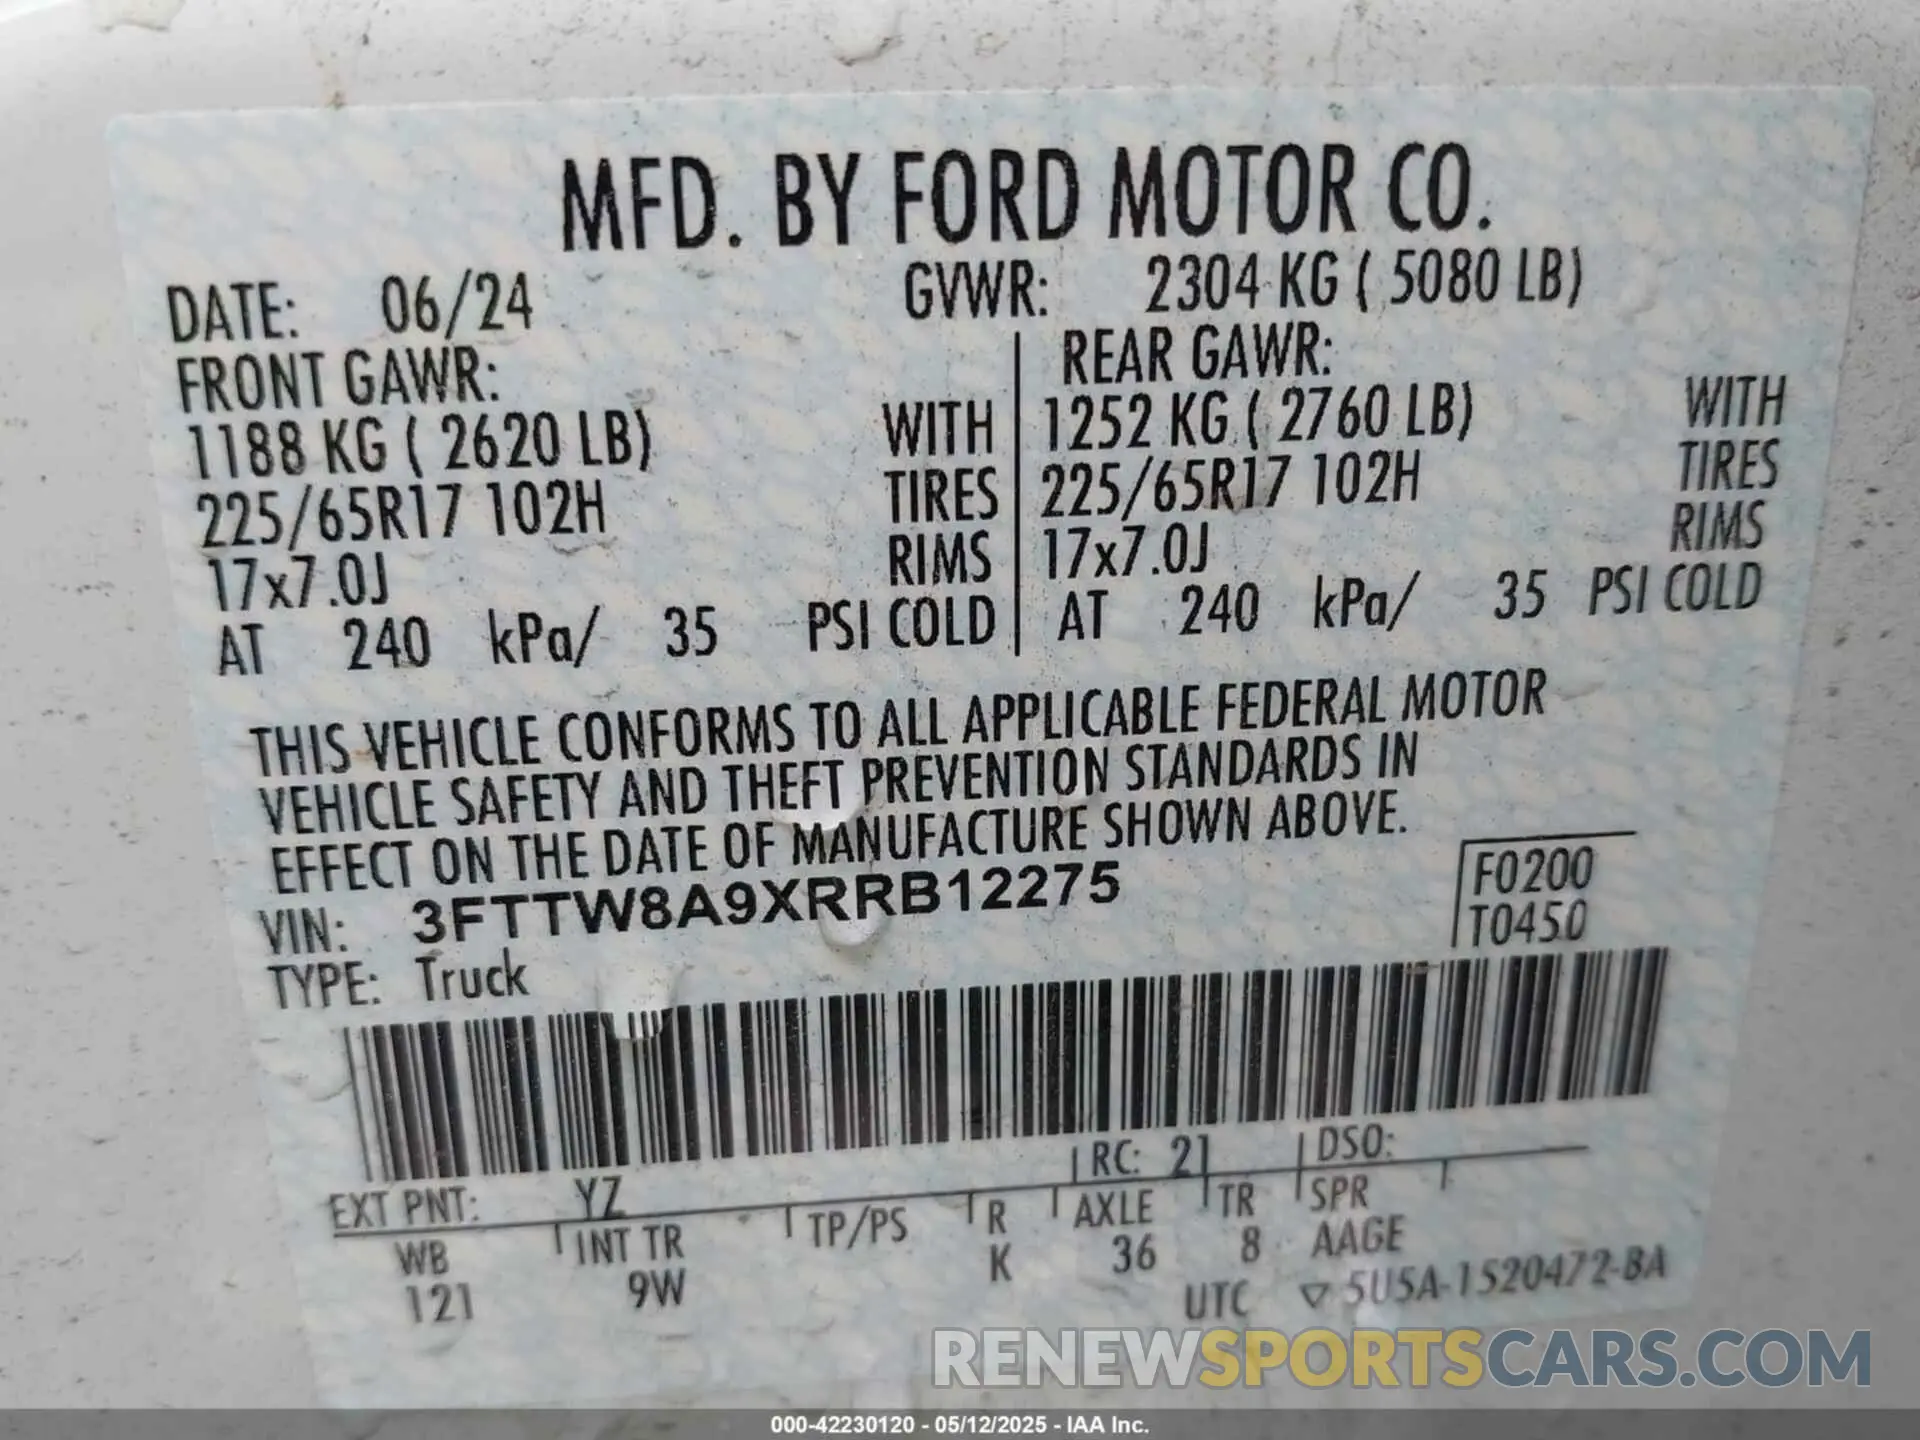 MFD. BY FORD MOTOR CO.
DATE: 06/24 GVWR: 2304 KG ( 5080 LB)
FRONT GAWR: REAR GAWR:
1188 KG ( 2620 LB) WITH 1252 KG ( 2760 LB) WITH
225/65R17 102H TIRES 225/65R17 102H TIRES
17x7.0J RIMS 17x7.0J RIMS
AT 240 kPa/ 35 PSI COLD AT 240 kPa/ 35 PSI COLD
THIS VEHICLE CONFORMS TO ALL APPLICABLE FEDERAL MOTOR
VEHICLE SAFETY AND THEFT PREVENTION STANDARDS IN
EFFECT ON THE DATE OF MANUFACTURE SHOWN ABOVE.
VIN: 3FTTW8A9XRRB12275
F0200
T0450
TYPE: Truck
RC: 21 DSO:
EXT PNT: YZ
WB INT TR TP/PS R AXLE TR SPR
121 9W K 36 8 AAGE
UTC ▽ 5U5A-1520472-BA
RENEWSPORTSCARS.COM
000-42230120 - 05/12/2025 - IAA Inc.